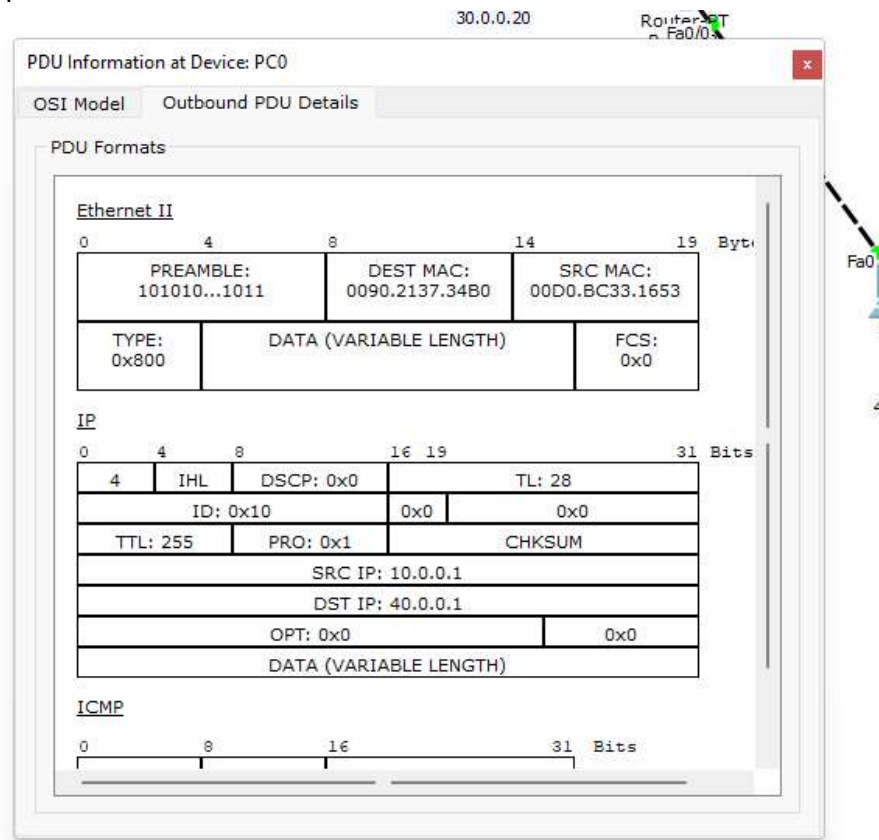 30.0.0.20
Router-PT
Fa0/0
PDU Information at Device: PC0
x
OSI Model Outbound PDU Details
PDU Formats
Ethernet II
0 4 8 14 19 Byt
PREAMBLE: DEST MAC: SRC MAC:
101010...1011 0090.2137.34B0 00D0.BC33.1653
TYPE: DATA (VARIABLE LENGTH) FCS:
0x800 0x0
Fa0
IP
0 4 8 16 19 31 Bits
4 IHL DSCP: 0x0 TL: 28
ID: 0x10 0x0 0x0
TTL: 255 PRO: 0x1 CHKSUM
SRC IP: 10.0.0.1
DST IP: 40.0.0.1
OPT: 0x0 0x0
DATA (VARIABLE LENGTH)
ICMP
0 8 16 31 Bits